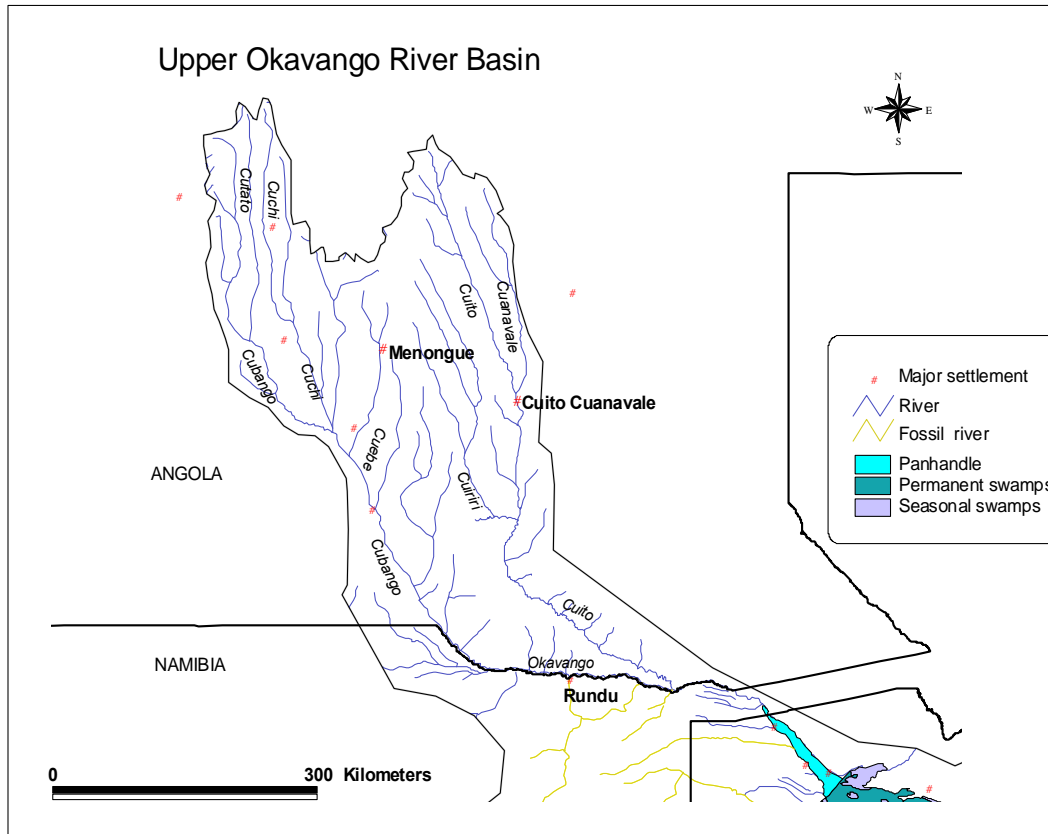 Upper Okavango River Basin
N
W E
S
Cutato
Cuchi
Cuito
Cuanavale
#Menongue
Cubango
Cuchi
#Cuito Cuanavale
Cuebe
ANGOLA
Cuiriri
Cubango
Cuito
NAMIBIA
Okavango
Rundu
# Major settlement
River
Fossil river
Panhandle
Permanent swamps
Seasonal swamps
0 300 Kilometers